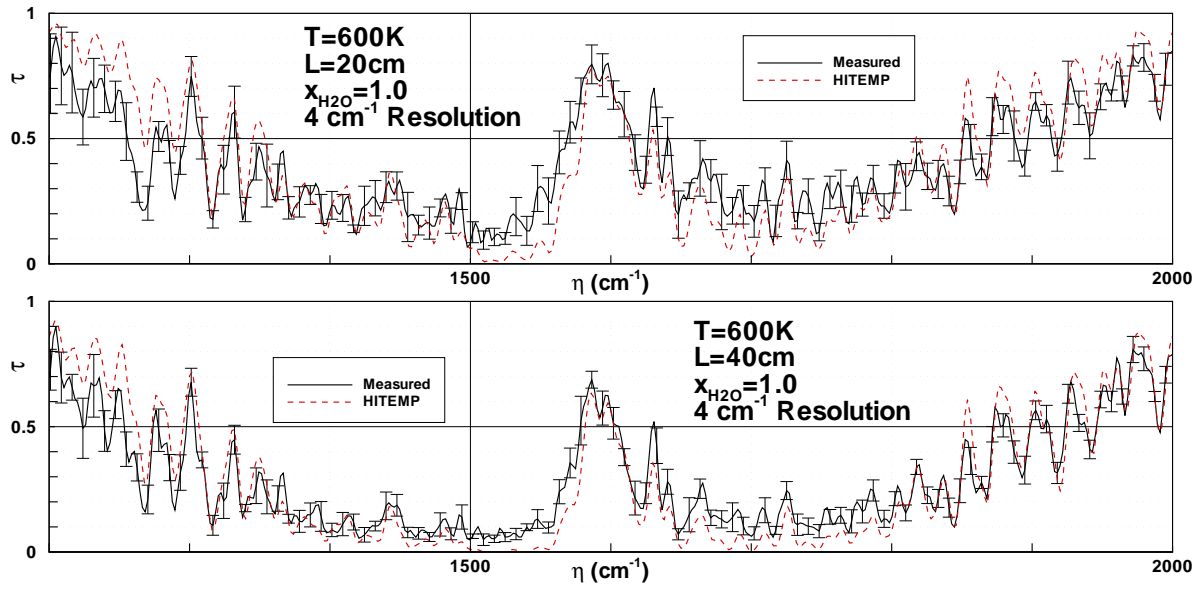 1
T=600K
L=20cm
xH2O=1.0
4 cm-1 Resolution
Measured
HITEMP
τ
0.5
0
1500
η (cm-1)
2000
1
T=600K
L=40cm
xH2O=1.0
4 cm-1 Resolution
Measured
HITEMP
τ
0.5
0
1500
η (cm-1)
2000